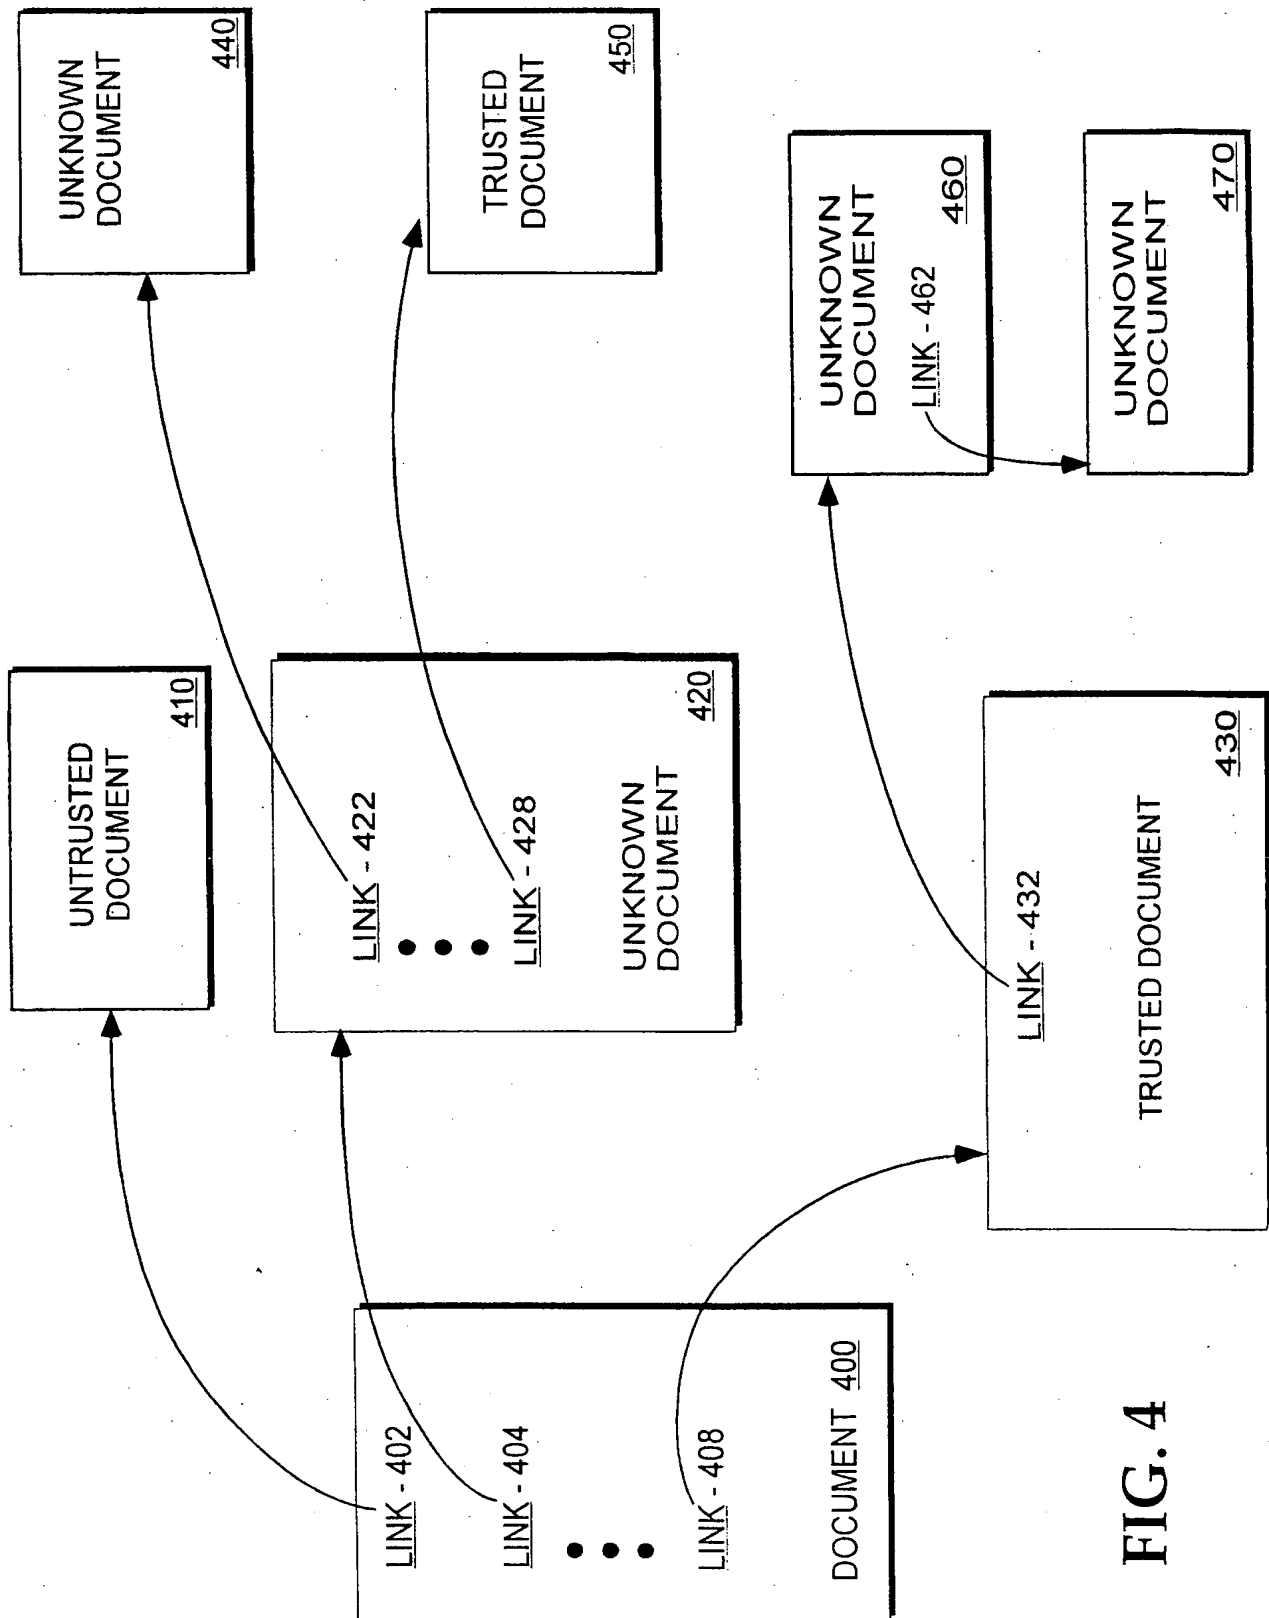 UNTRUSTED
DOCUMENT
410
UNKNOWN
DOCUMENT
440
LINK - 402
LINK - 404
LINK - 408
DOCUMENT 400
LINK - 422
LINK - 428
UNKNOWN
DOCUMENT
420
TRUSTED
DOCUMENT
450
LINK - 432
TRUSTED DOCUMENT
430
UNKNOWN
DOCUMENT
LINK - 462
460
UNKNOWN
DOCUMENT
470
FIG. 4